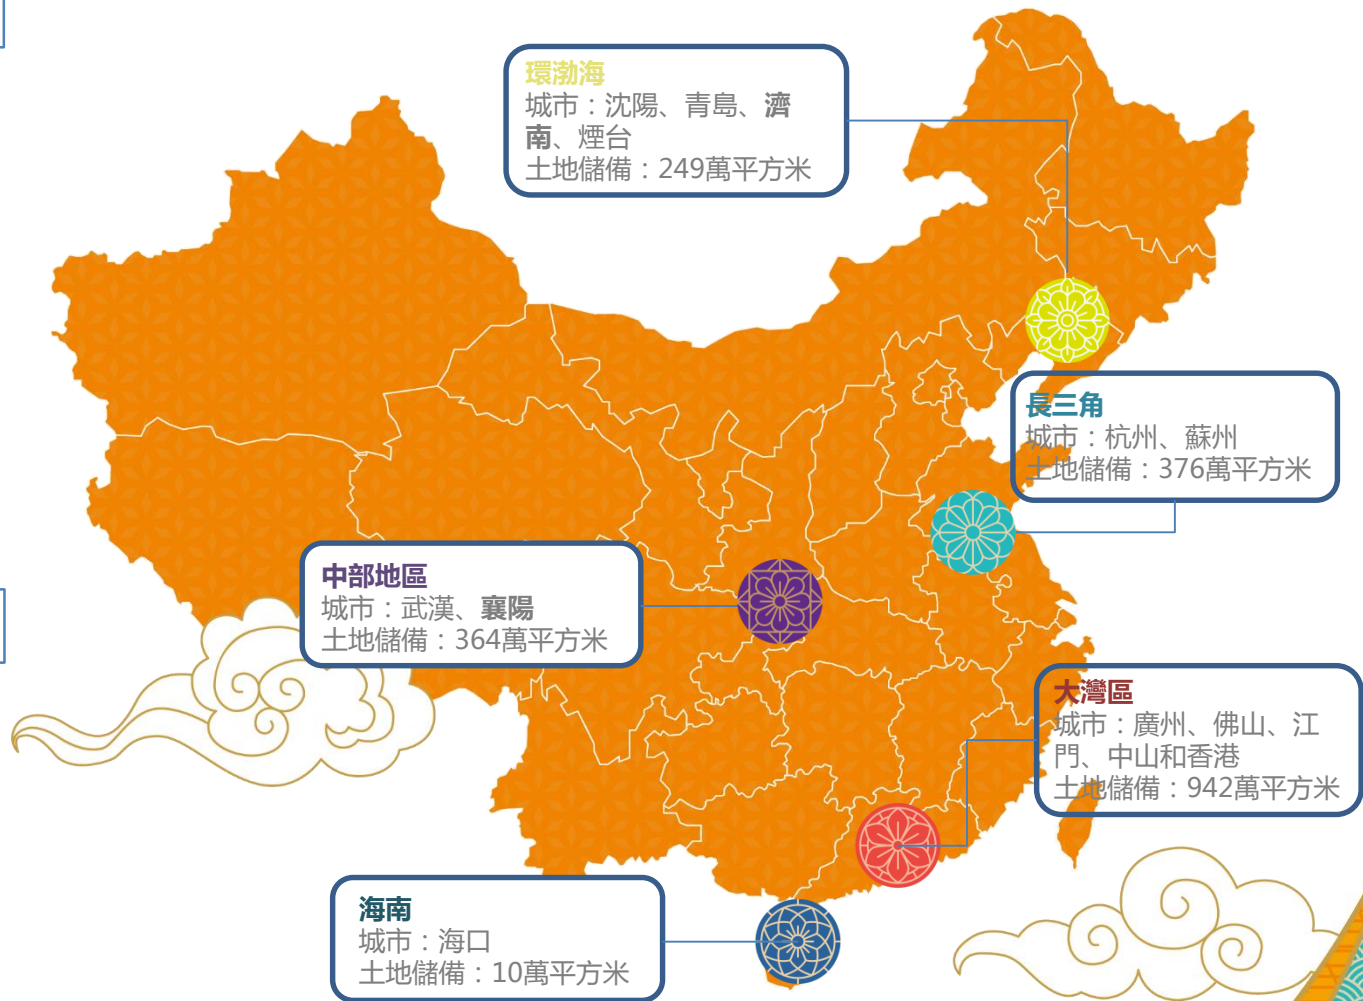 環渤海
城市：沈陽、青島、濟
南、煙台
土地儲備：249萬平方米
長三角
城市：杭州、蘇州
土地儲備：376萬平方米
中部地區
城市：武漢、襄陽
土地儲備：364萬平方米
大灣區
城市：廣州、佛山、江
門、中山和香港
土地儲備：942萬平方米
海南
城市：海口
土地儲備：10萬平方米